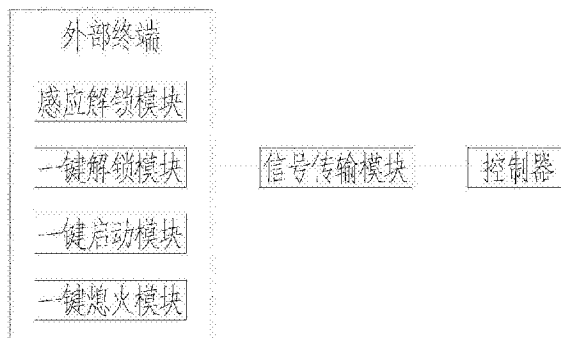 外部终端
感应解锁模块
一键解锁模块
信号传输模块
控制器
一键启动模块
一键熄火模块